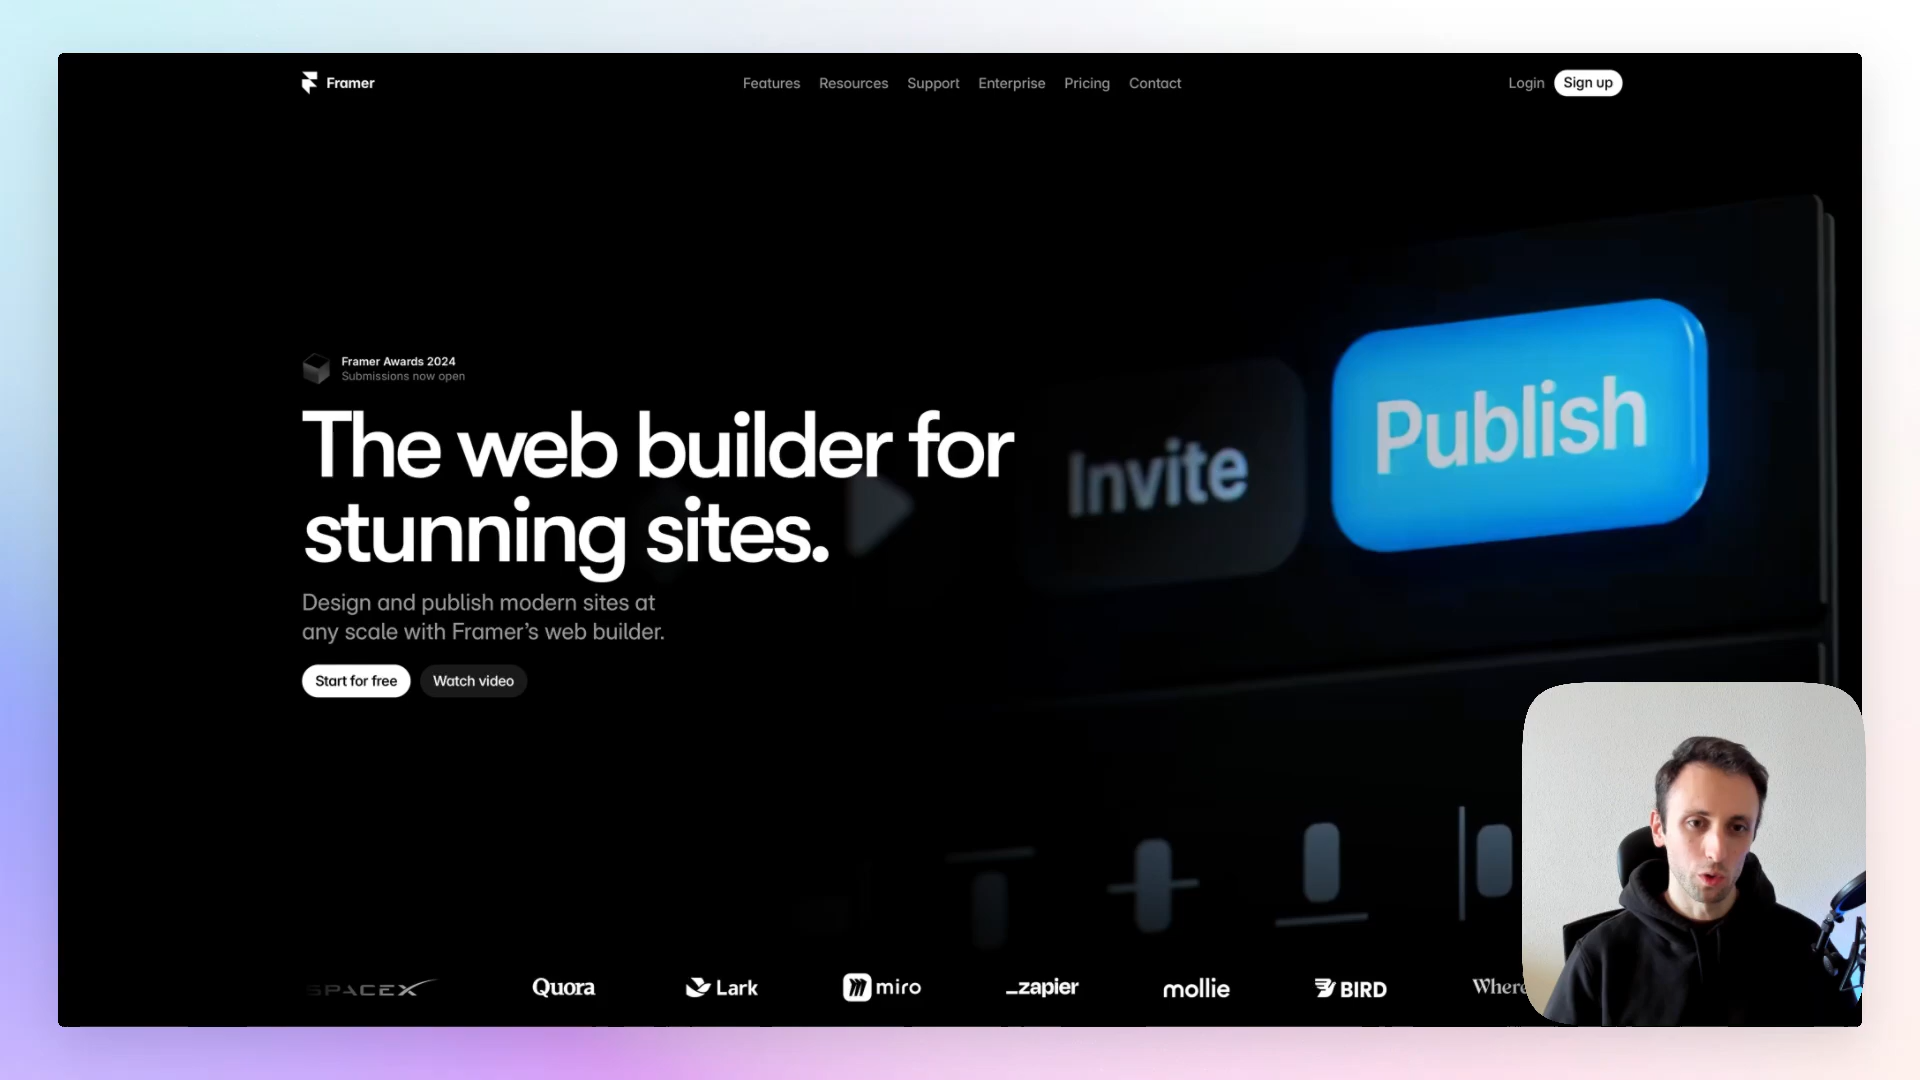 Framer
Features Resources Support Enterprise Pricing Contact
Login Sign up
Framer Awards 2024
Submissions now open
The web builder for
stunning sites.
Design and publish modern sites at
any scale with Framer’s web builder.
Start for free Watch video
Invite Publish
SPACEX Quora Lark miro _zapier mollie BIRD Where